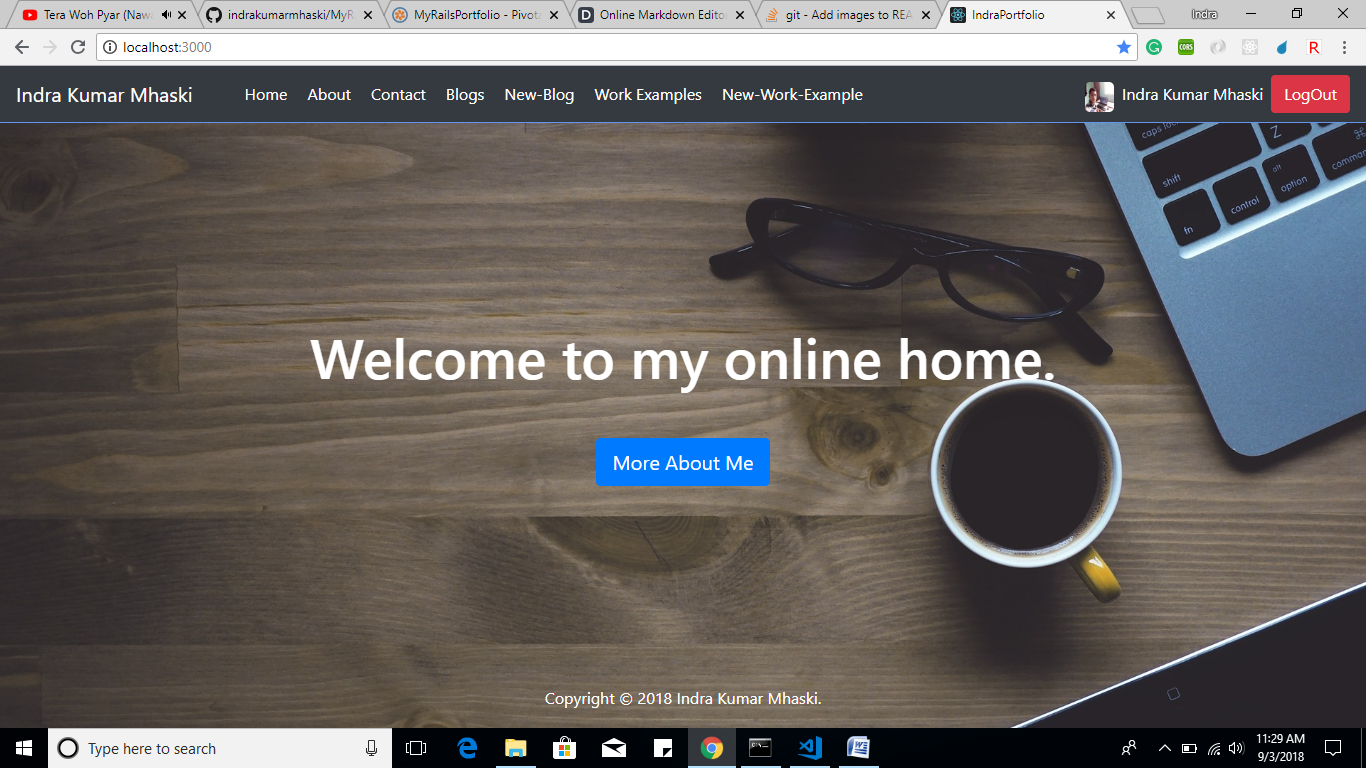 Tera Woh Pyar (Nawa
indrakumarmhaski/MyR
MyRailsPortfolio - Pivota
Online Markdown Editor
git - Add images to REA
IndraPortfolio
Indra
localhost:3000
CORS
R
Indra Kumar Mhaski
Home
About
Contact
Blogs
New-Blog
Work Examples
New-Work-Example
Indra Kumar Mhaski
LogOut
caps lock
Z
shift
alt
option
command
fn
control
Welcome to my online home.
More About Me
Copyright © 2018 Indra Kumar Mhaski.
Type here to search
11:29 AM
9/3/2018